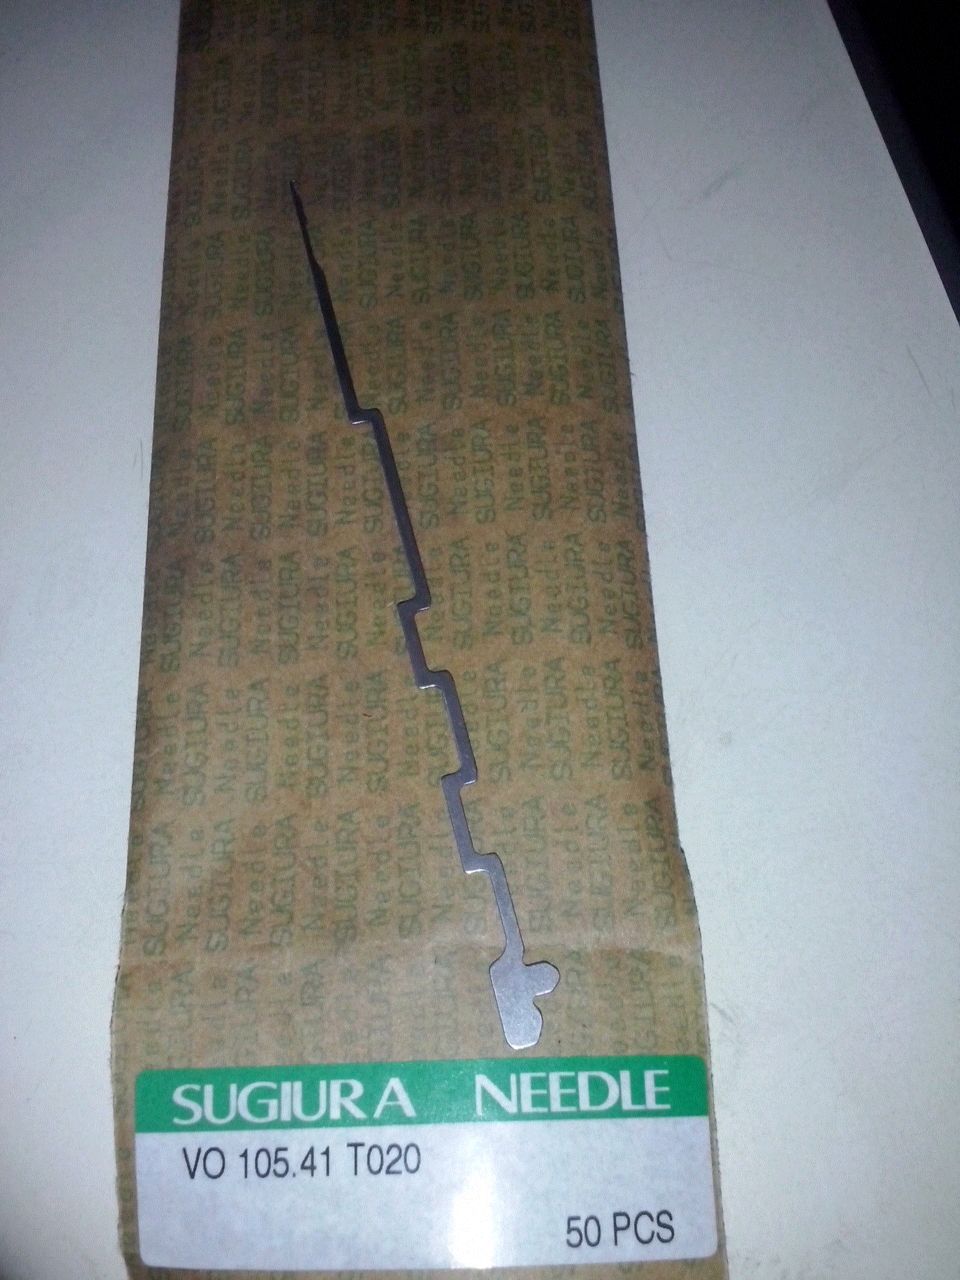 SUGIURA NEEDLE
VO 105.41 T020
50 PCS